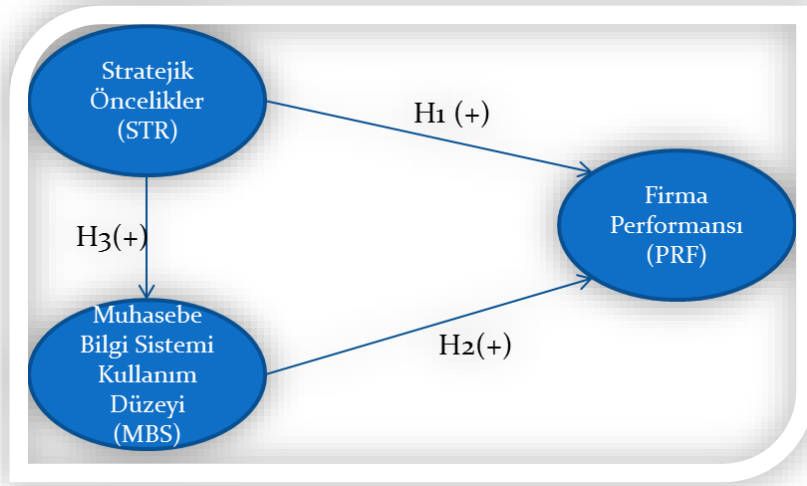 Stratejik
Öncelikler
(STR)
H1 (+)
Firma
Performansı
(PRF)
H3(+)
Muhasebe
Bilgi Sistemi
Kullanım
Düzeyi
(MBS)
H2(+)